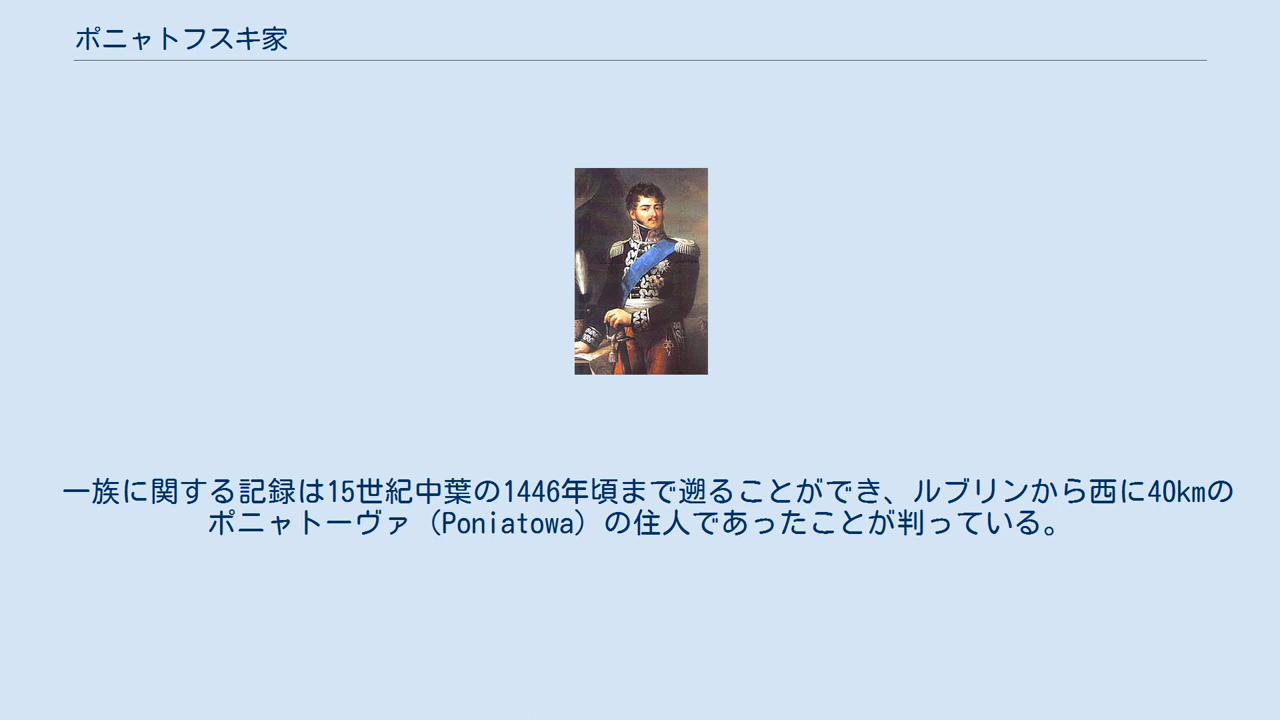 ポニャトフスキ家
一族に関する記録は15世紀中葉の1446年頃まで遡ることができ、ルブリンから西に40kmの
ポニャトーヴァ（Poniatowa）の住人であったことが判っている。